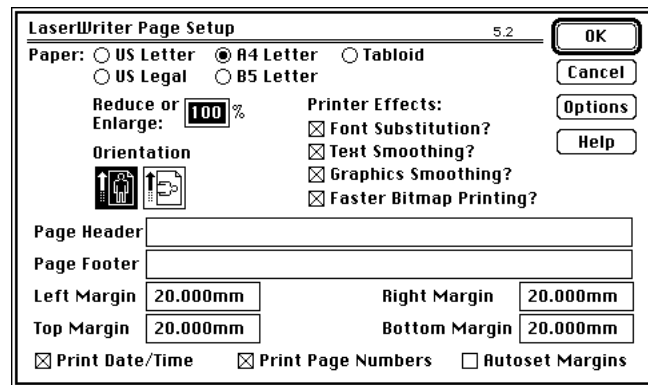 LaserWriter Page Setup 5.2 OK
Paper: US Letter A4 Letter Tabloid
US Legal B5 Letter Cancel
Reduce or Enlarge: 100 %
Printer Effects: Options
Font Substitution?
Text Smoothing? Help
Orientation
Graphics Smoothing?
Faster Bitmap Printing?
Page Header
Page Footer
Left Margin 20.000mm Right Margin 20.000mm
Top Margin 20.000mm Bottom Margin 20.000mm
Print Date/Time Print Page Numbers Autoset Margins